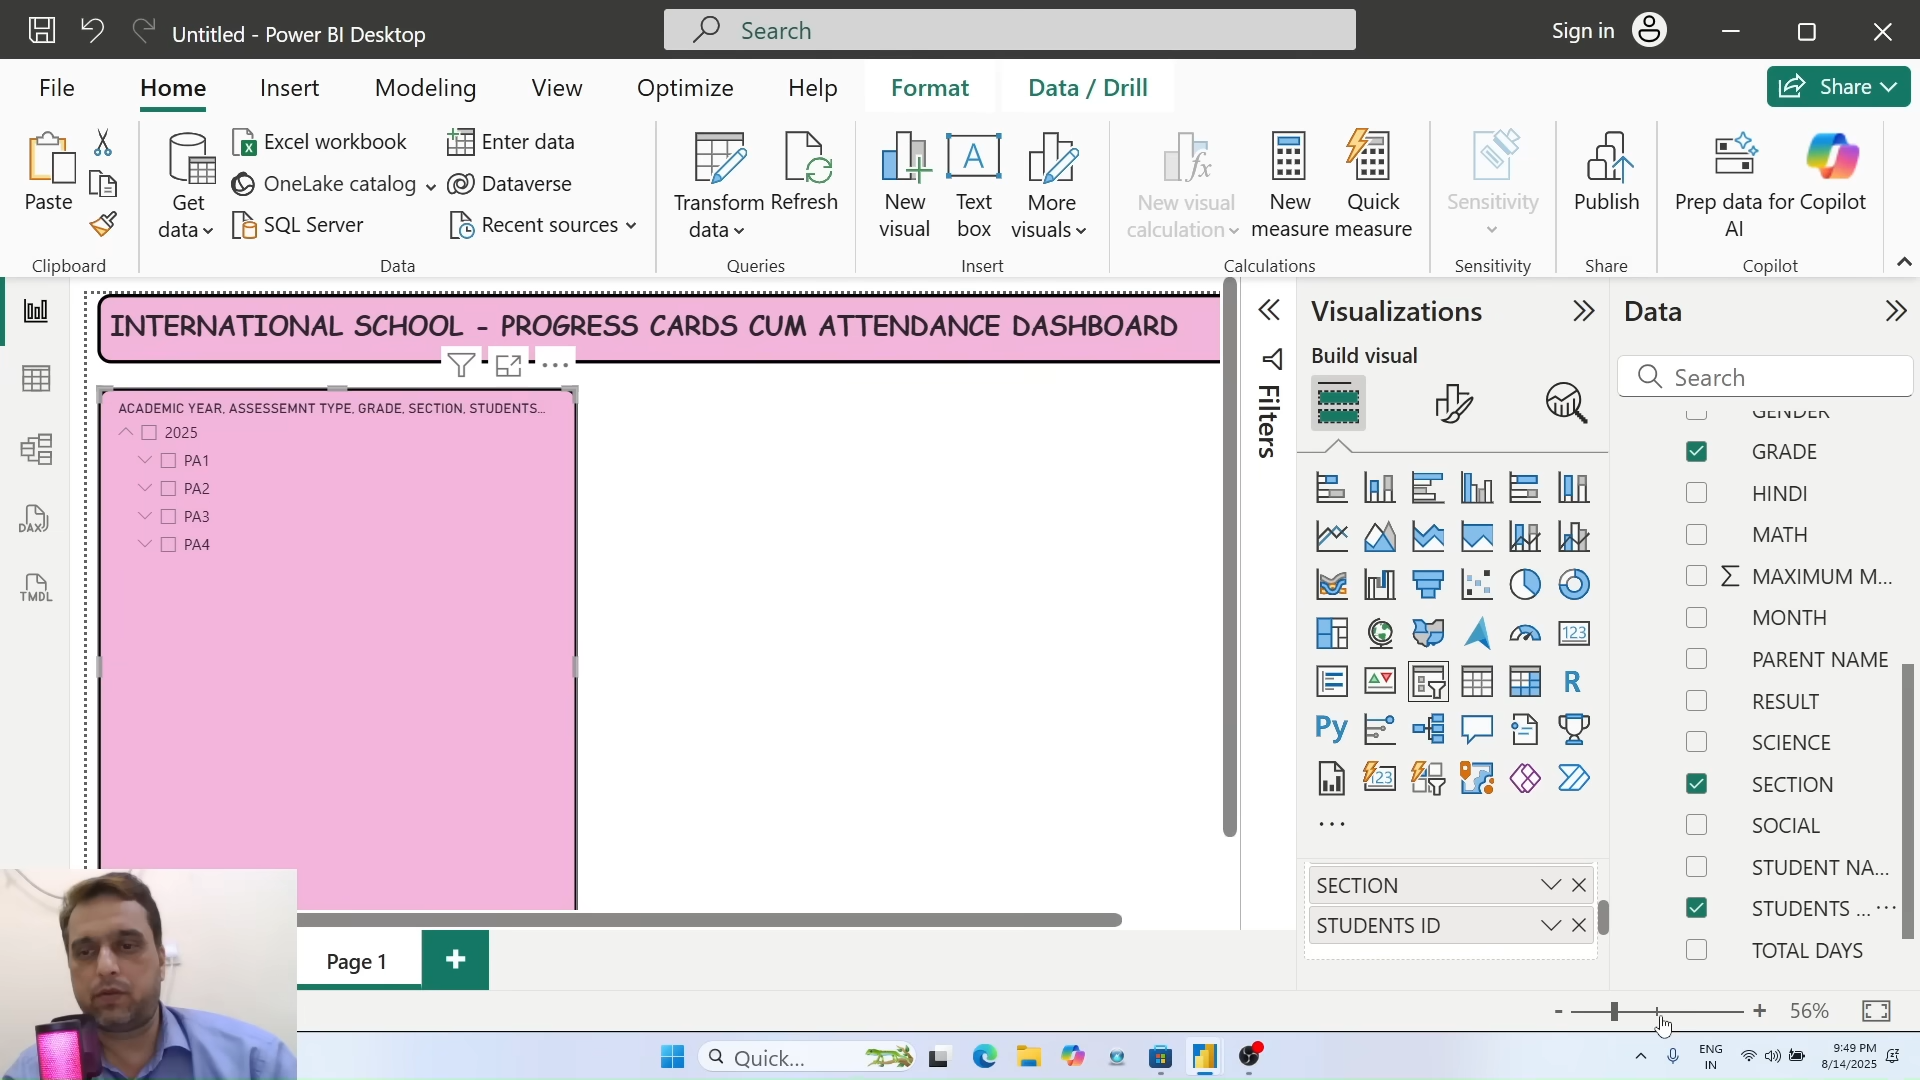 Untitled - Power BI Desktop
Search
Sign in
File
Home
Insert
Modeling
View
Optimize
Help
Format
Data / Drill
Share
Paste
Get data
Excel workbook
OneLake catalog
SQL Server
Enter data
Dataverse
Recent sources
Transform data
Refresh
New visual
Text box
More visuals
New visual calculation
New measure
Quick measure
Sensitivity
Publish
Prep data for AI
Copilot
Clipboard
Data
Queries
Insert
Calculations
Sensitivity
Share
Copilot
INTERNATIONAL SCHOOL - PROGRESS CARDS CUM ATTENDANCE DASHBOARD
ACADEMIC YEAR, ASSESSEMNT TYPE, GRADE, SECTION, STUDENTS...
2025
PA1
PA2
PA3
PA4
DAX
TMDL
Filters
Visualizations
Build visual
123
R
Py
123
SECTION
STUDENTS ID
Data
Search
GENDER
GRADE
HINDI
MATH
MAXIMUM M...
MONTH
PARENT NAME
RESULT
SCIENCE
SECTION
SOCIAL
STUDENT NA...
STUDENTS ...
TOTAL DAYS
Page 1
56%
Quick...
ENG
IN
9:49 PM
8/14/2025